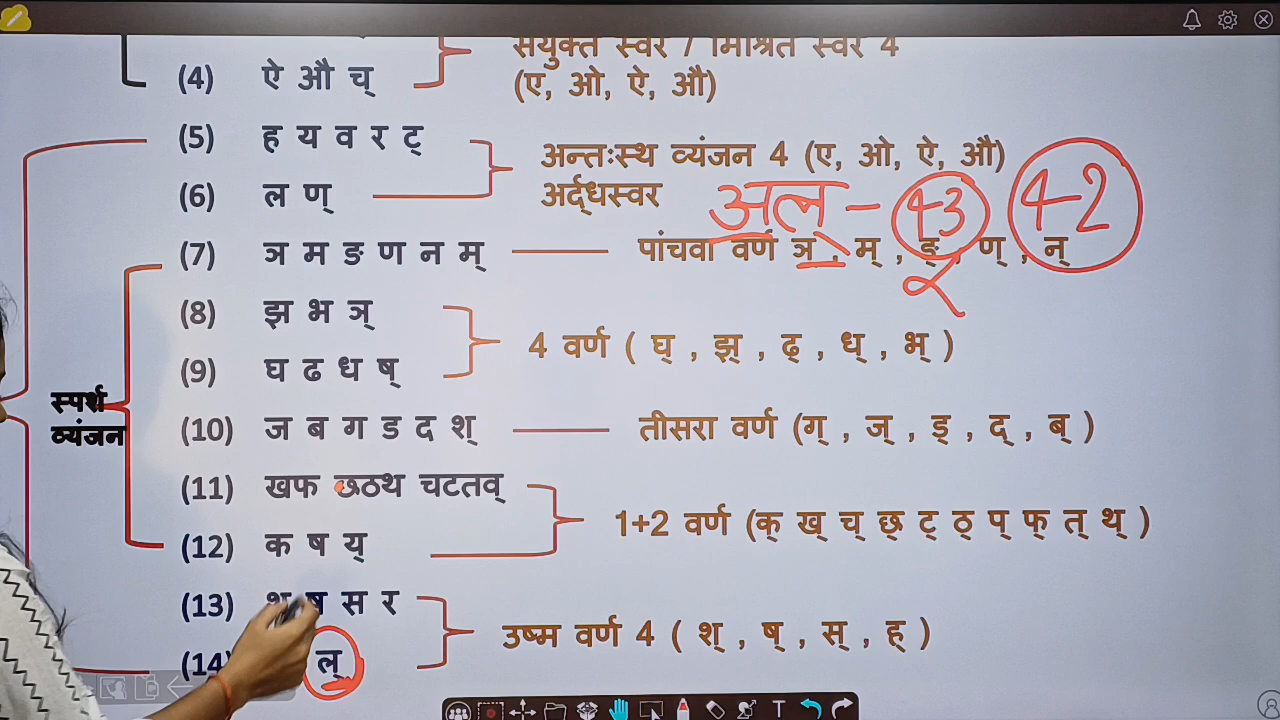 संयुक्त स्वर / मिश्रित स्वर 4
(4) ऐ औ च् (ए, ओ, ऐ, औ)
(5) ह य व र ट् अन्तःस्थ व्यंजन 4 (ए, ओ, ऐ, औ)
(6) ल ण् अर्द्धस्वर अल् - 43 42
(7) ञ म ङ ण न म् पांचवा वर्ण ञ् , म् , ङ् , ण् , न्
(8) झ भ ञ्
4 वर्ण ( घ् , झ् , ढ् , ध् , भ् )
(9) घ ढ ध ष्
स्पर्श
व्यंजन
(10) ज ब ग ड द श् तीसरा वर्ण (ग् , ज् , ड् , द् , ब् )
(11) खफ छठथ चटतव्
1+2 वर्ण (क् ख् च् छ् ट् ठ् प् फ् त् थ् )
(12) क ष य्
(13) ष स र
उष्म वर्ण 4 ( श् , ष् , स् , ह् )
(14 ल्